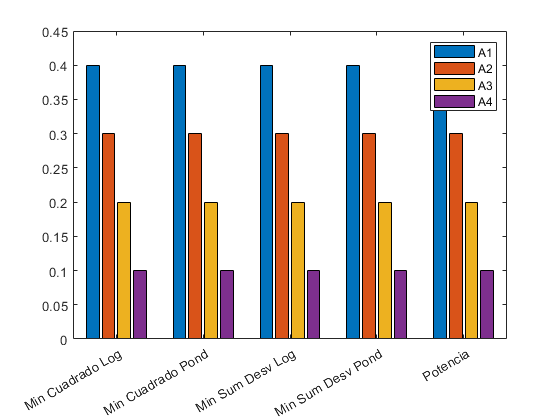 0.45
0.4
0.35
0.3
0.25
0.2
0.15
0.1
0.05
0
A1
A2
A3
A4
Min Cuadrado Log
Min Cuadrado Pond
Min Sum Desv Log
Min Sum Desv Pond
Potencia